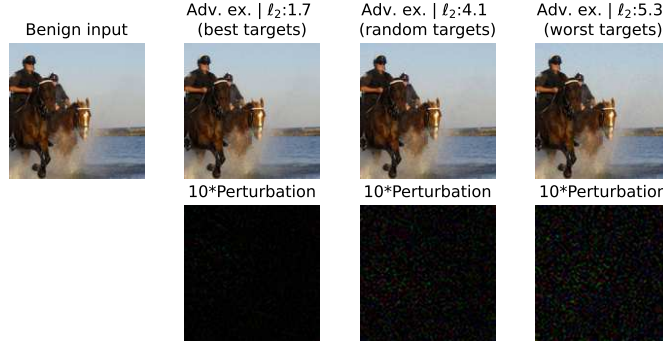 Benign input
Adv. ex. | ℓ₂:1.7
(best targets)
Adv. ex. | ℓ₂:4.1
(random targets)
Adv. ex. | ℓ₂:5.3
(worst targets)
10*Perturbation
10*Perturbation
10*Perturbation